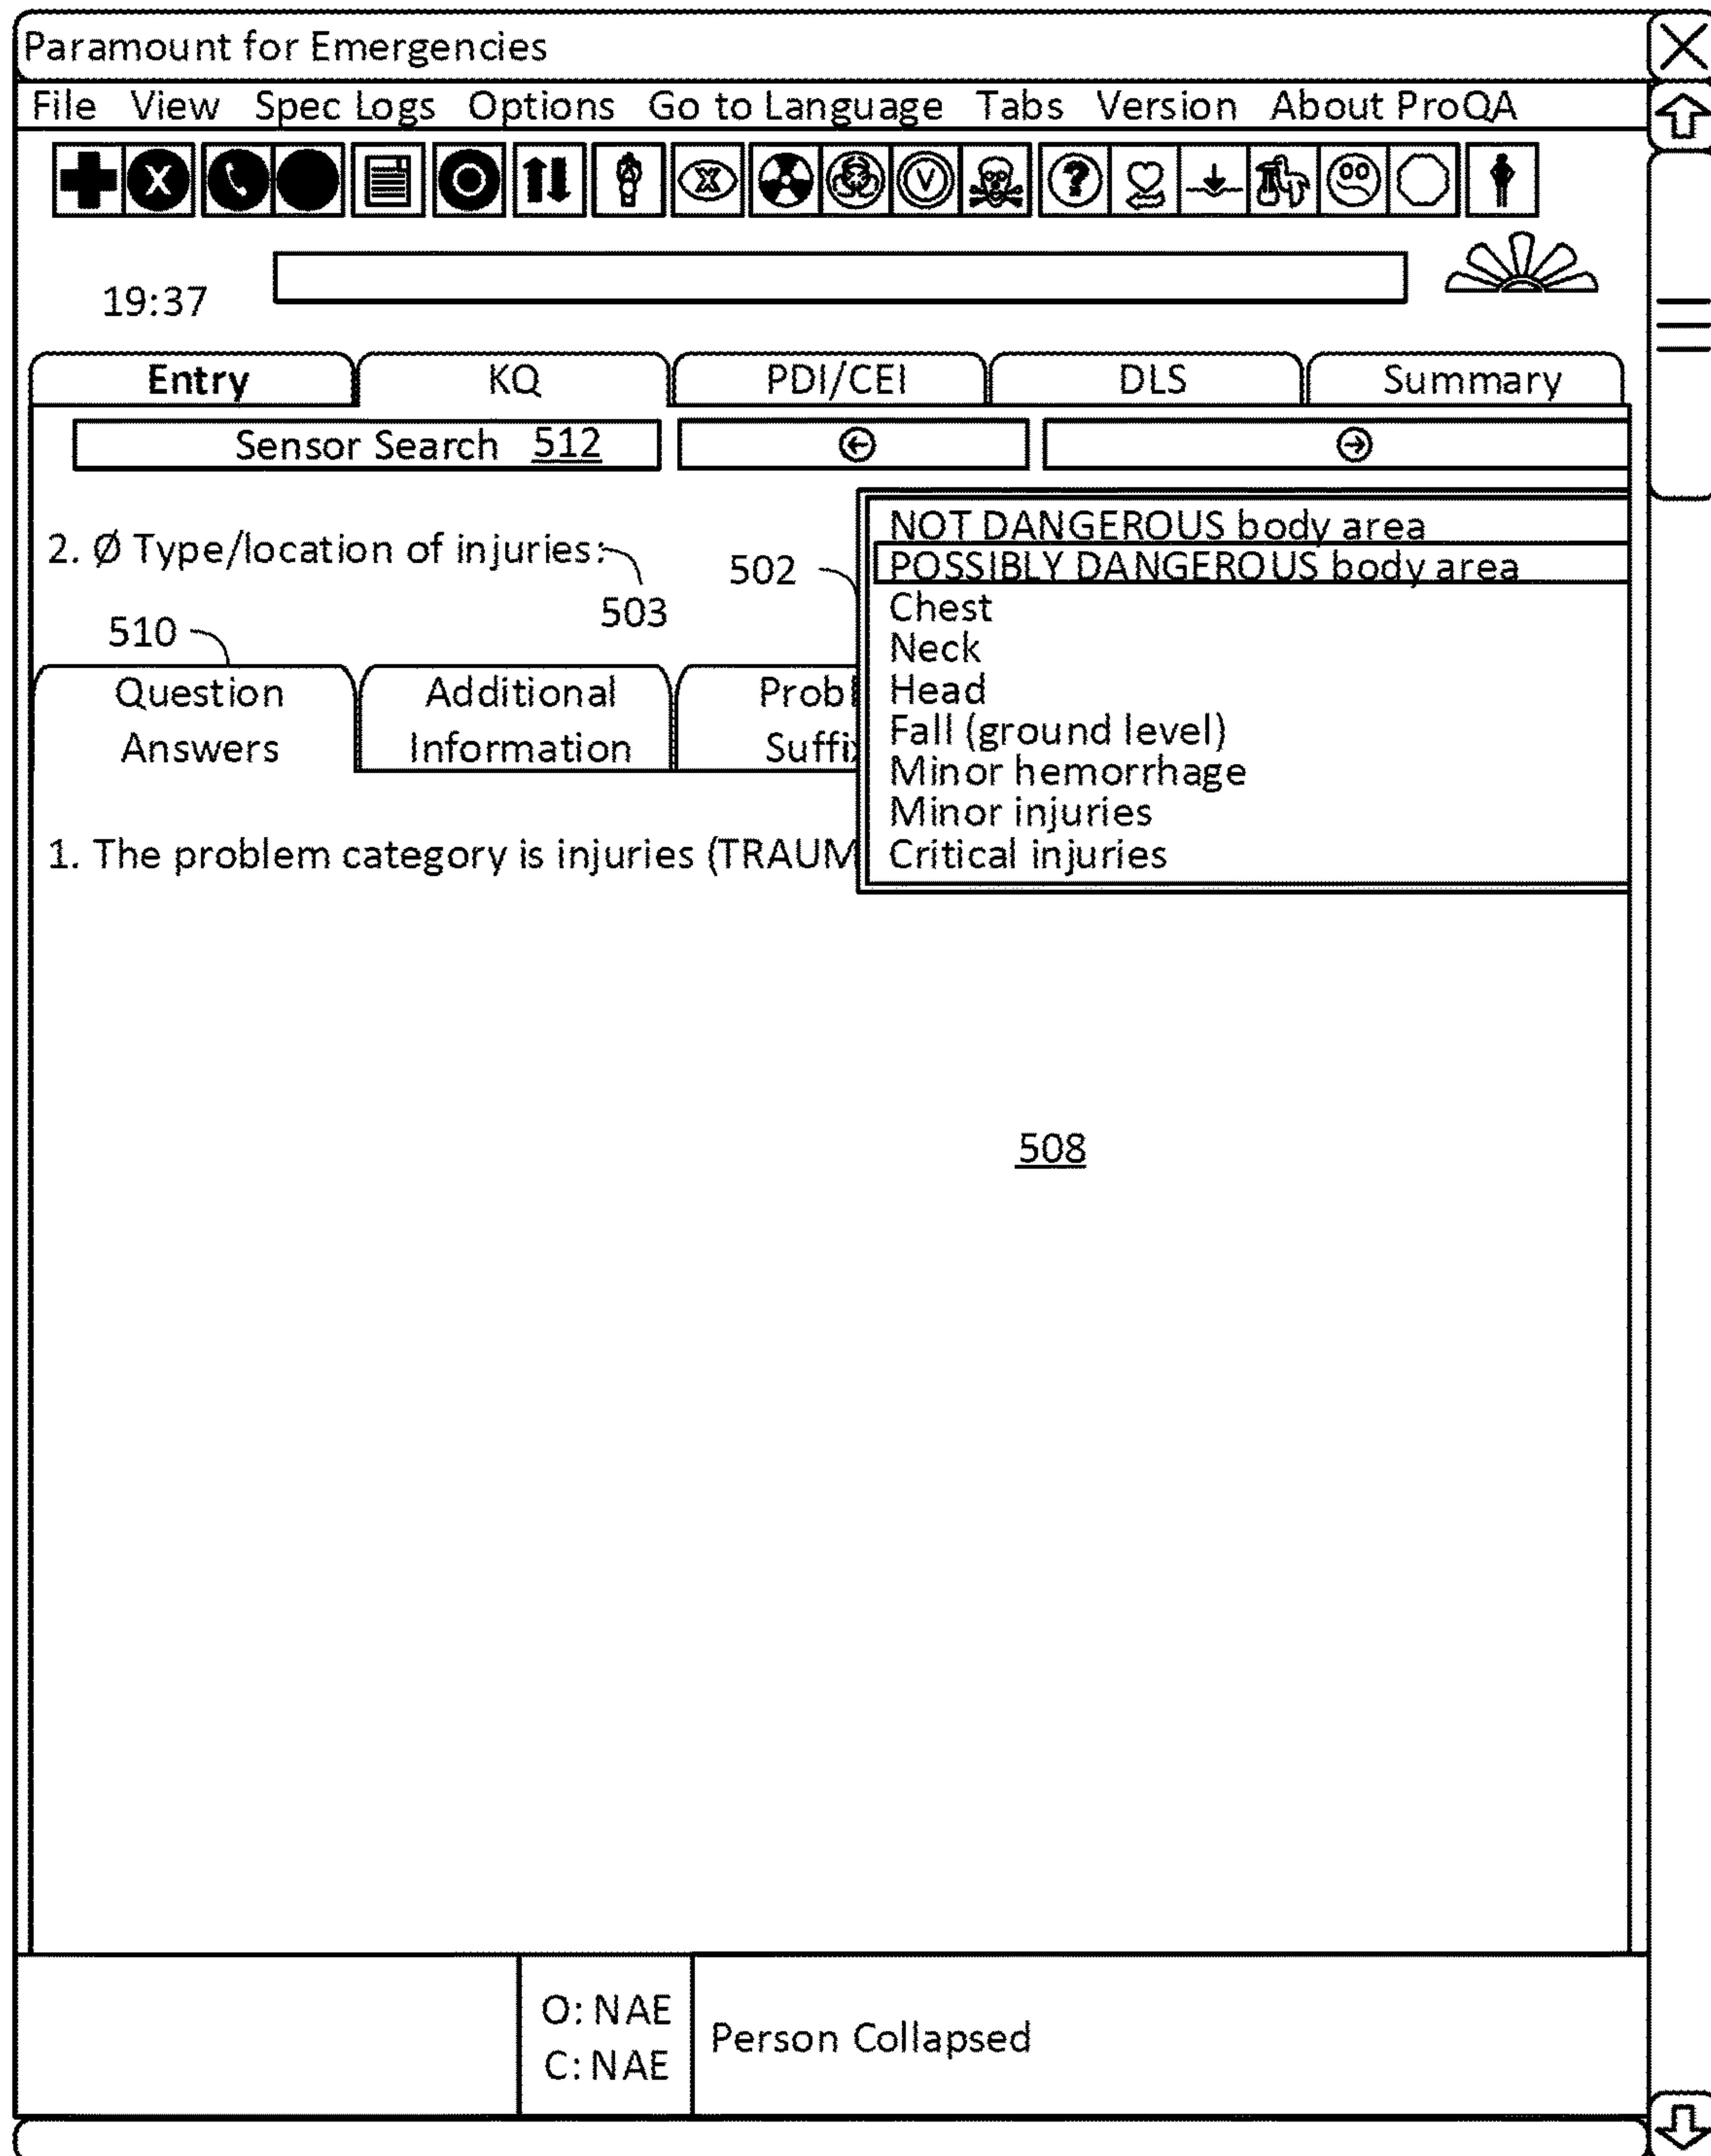 Paramount for Emergencies
File View Spec Logs Options Go to Language Tabs Version About ProQA
X V X ?
19:37
Entry KQ PDI/CEI DLS Summary
Sensor Search 512
2. Ø Type/location of injuries:
503
502
NOT DANGEROUS body area
POSSIBLY DANGEROUS body area
Chest
Neck
Head
Fall (ground level)
Minor hemorrhage
Minor injuries
Critical injuries
510
Question
Answers
Additional
Information
Probl
Suffix
1. The problem category is injuries (TRAUM
508
O: NAE
C: NAE
Person Collapsed